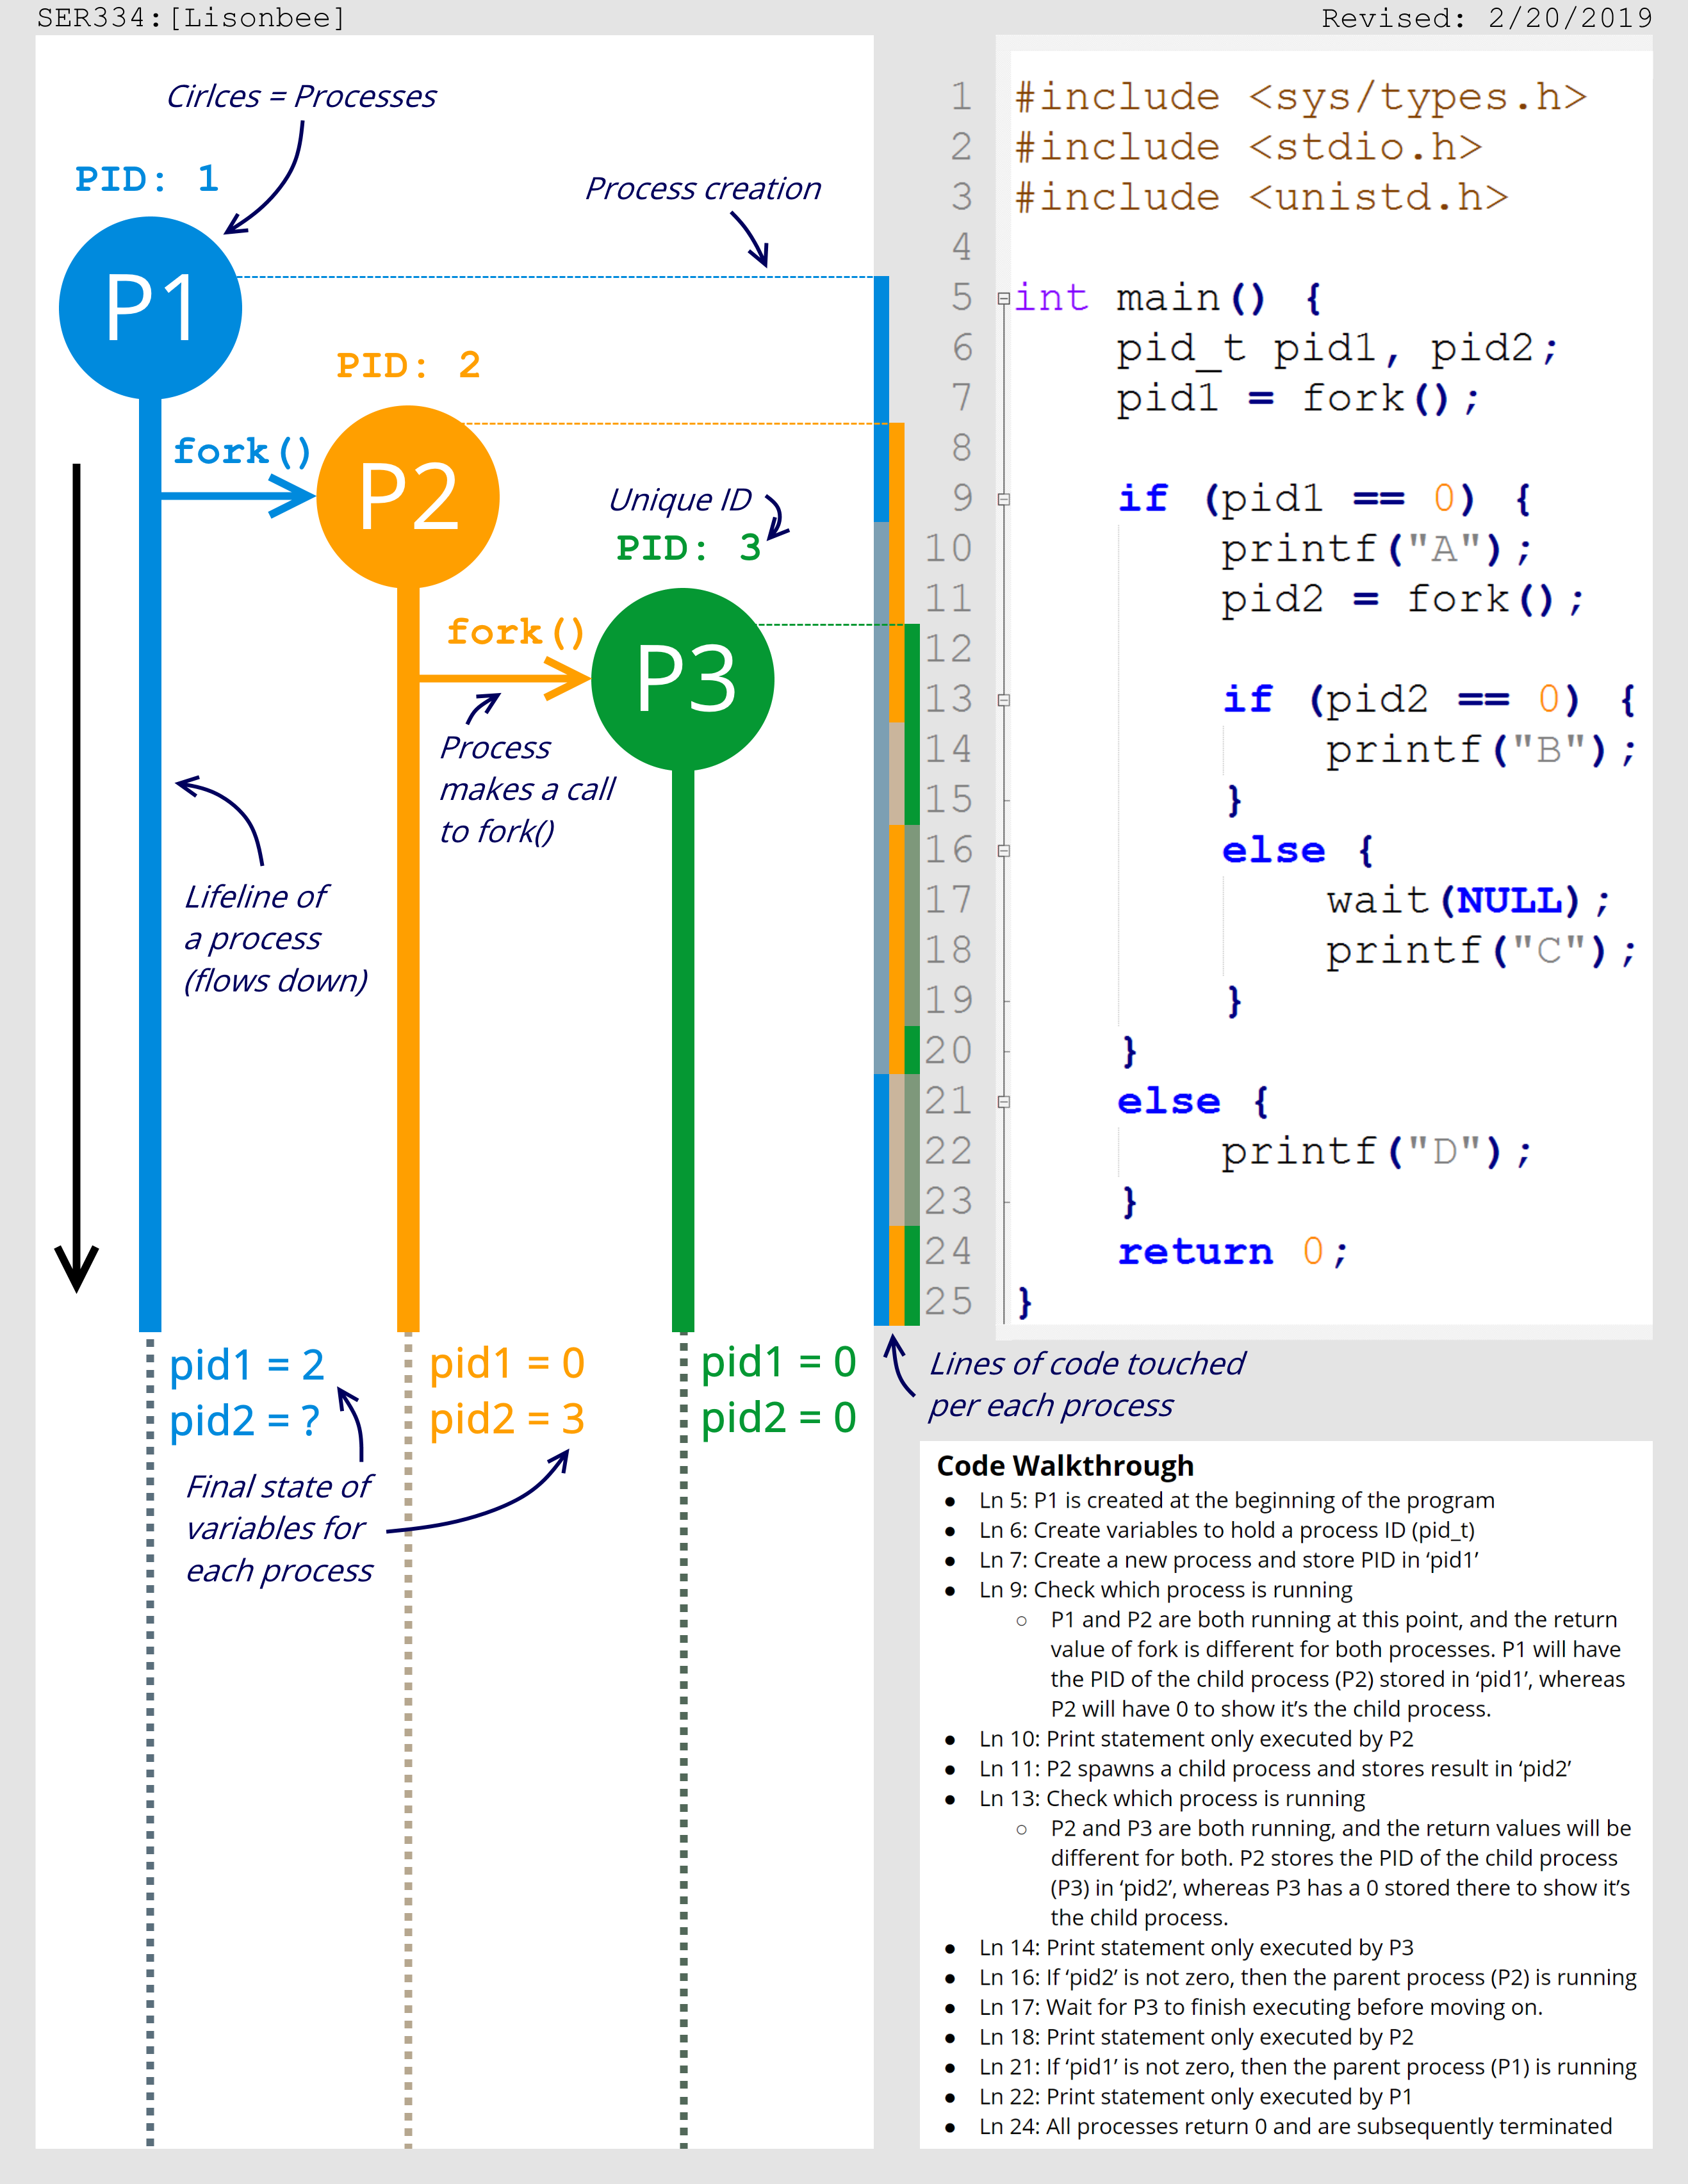 SER334:[Lisonbee]
Revised: 2/20/2019
Cirlces = Processes
PID: 1
Process creation
P1
PID: 2
fork()
P2
Unique ID
PID: 3
fork()
P3
Process
makes a call
to fork()
Lifeline of
a process
(flows down)
pid1 = 2
pid2 = ?
pid1 = 0
pid2 = 3
pid1 = 0
pid2 = 0
Final state of
variables for
each process
1 #include <sys/types.h>
2 #include <stdio.h>
3 #include <unistd.h>
4
5 int main() {
6 pid_t pid1, pid2;
7 pid1 = fork();
8
9 if (pid1 == 0) {
10 printf("A");
11 pid2 = fork();
12
13 if (pid2 == 0) {
14 printf("B");
15 }
16 else {
17 wait(NULL);
18 printf("C");
19 }
20 }
21 else {
22 printf("D");
23 }
24 return 0;
25 }
Lines of code touched
per each process
Code Walkthrough
● Ln 5: P1 is created at the beginning of the program
● Ln 6: Create variables to hold a process ID (pid_t)
● Ln 7: Create a new process and store PID in ‘pid1’
● Ln 9: Check which process is running
○ P1 and P2 are both running at this point, and the return
value of fork is different for both processes. P1 will have
the PID of the child process (P2) stored in ‘pid1’, whereas
P2 will have 0 to show it’s the child process.
● Ln 10: Print statement only executed by P2
● Ln 11: P2 spawns a child process and stores result in ‘pid2’
● Ln 13: Check which process is running
○ P2 and P3 are both running, and the return values will be
different for both. P2 stores the PID of the child process
(P3) in ‘pid2’, whereas P3 has a 0 stored there to show it’s
the child process.
● Ln 14: Print statement only executed by P3
● Ln 16: If ‘pid2’ is not zero, then the parent process (P2) is running
● Ln 17: Wait for P3 to finish executing before moving on.
● Ln 18: Print statement only executed by P2
● Ln 21: If ‘pid1’ is not zero, then the parent process (P1) is running
● Ln 22: Print statement only executed by P1
● Ln 24: All processes return 0 and are subsequently terminated